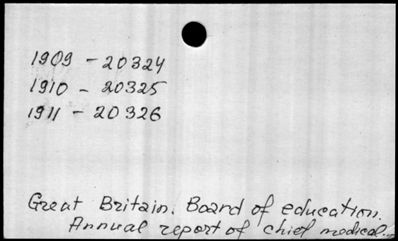 1909 - 20324
1910 - 20325
1911 - 20326
Great Britain. Board of education.
Annual report of chief medical...